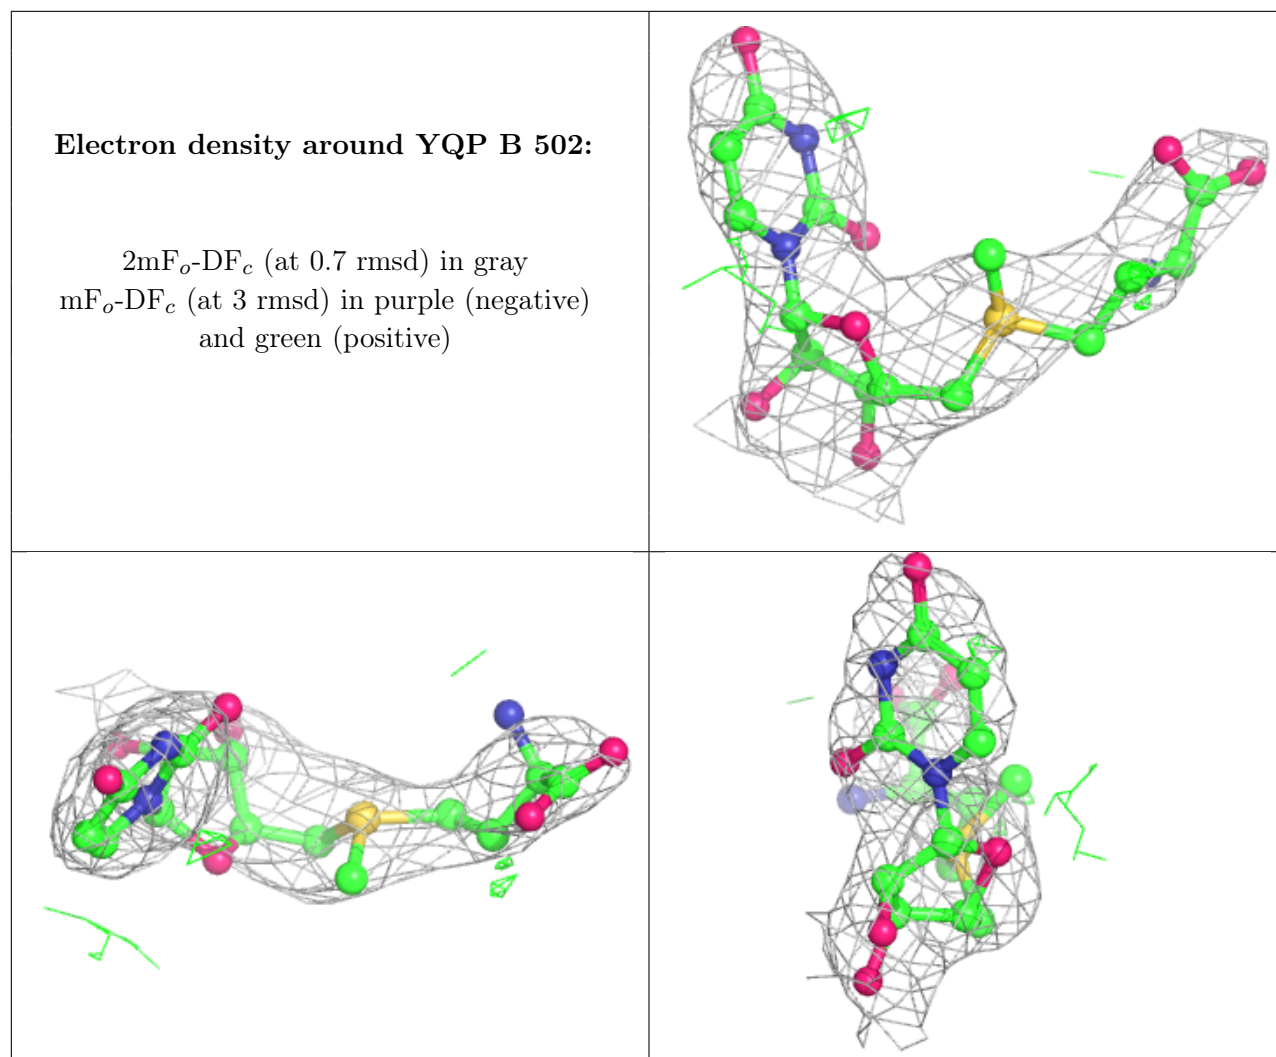 Electron density around YQP B 502:
2mFₒ-DF𝒸 (at 0.7 rmsd) in gray
mFₒ-DF𝒸 (at 3 rmsd) in purple (negative)
and green (positive)